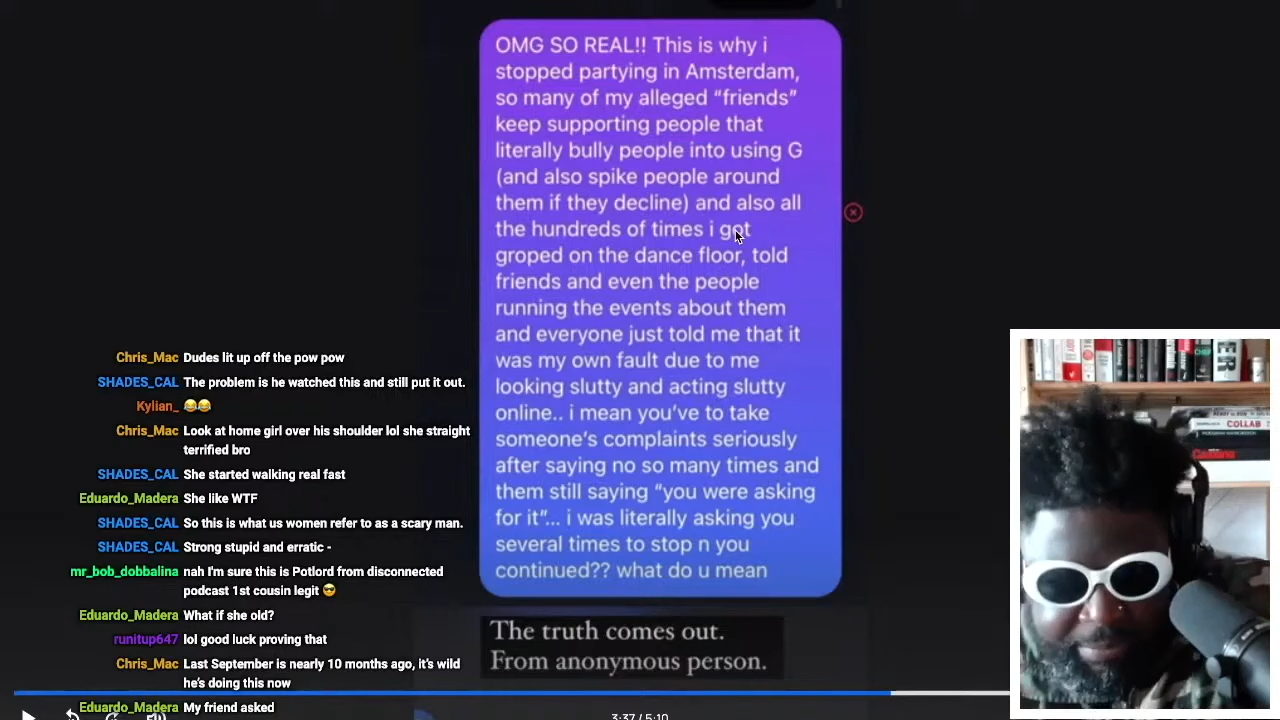 OMG SO REAL!! This is why i
stopped partying in Amsterdam,
so many of my alleged “friends”
keep supporting people that
literally bully people into using G
(and also spike people around
them if they decline) and also all
the hundreds of times i got
groped on the dance floor, told
friends and even the people
running the events about them
and everyone just told me that it
was my own fault due to me
looking slutty and acting slutty
online.. i mean you’ve to take
someone’s complaints seriously
after saying no so many times and
them still saying “you were asking
for it”... i was literally asking you
several times to stop n you
continued?? what do u mean
The truth comes out.
From anonymous person.
Chris_Mac Dudes lit up off the pow pow
SHADES_CAL The problem is he watched this and still put it out.
Kylian_ 😂😂
Chris_Mac Look at home girl over his shoulder lol she straight
terrified bro
SHADES_CAL She started walking real fast
Eduardo_Madera She like WTF
SHADES_CAL So this is what us women refer to as a scary man.
SHADES_CAL Strong stupid and erratic -
mr_bob_dobbalina nah I'm sure this is Potlord from disconnected
podcast 1st cousin legit 😎
Eduardo_Madera What if she old?
runitup647 lol good luck proving that
Chris_Mac Last September is nearly 10 months ago, it's wild
he's doing this now
Eduardo_Madera My friend asked
3:37 / 5:10
COLLAB